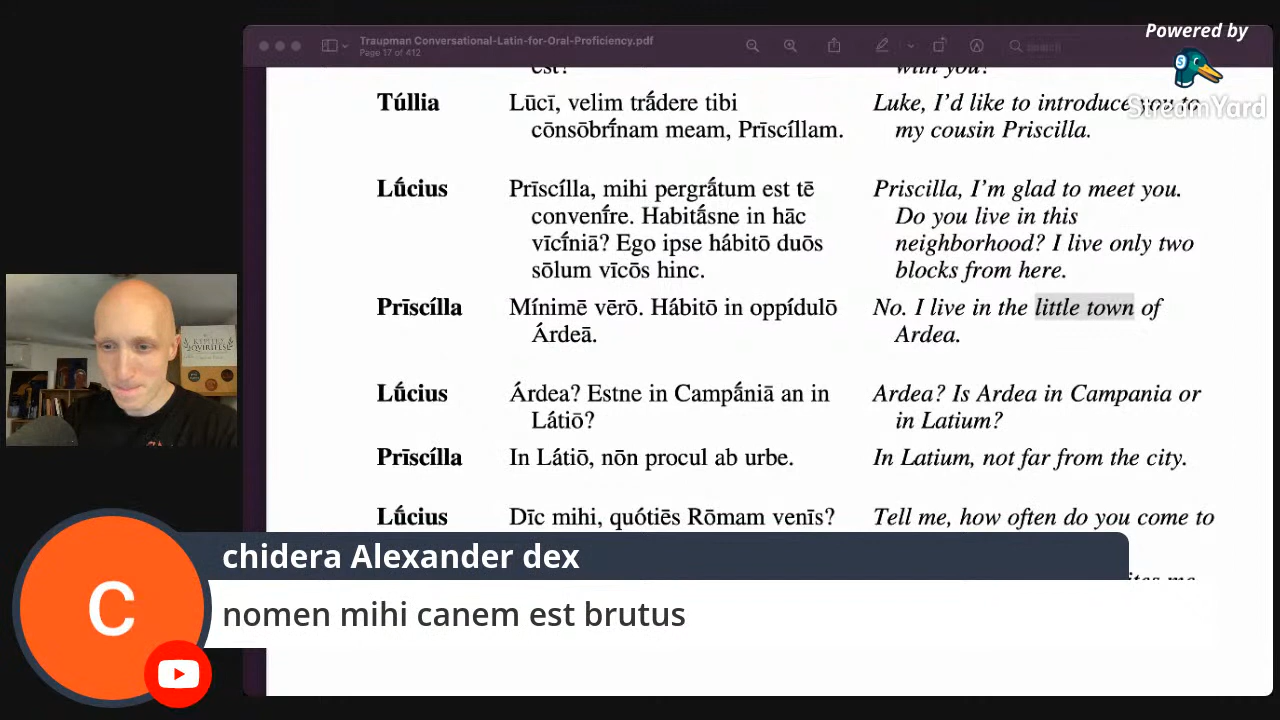 Powered by
StreamYard
Traupman Conversational-Latin-for-Oral-Proficiency.pdf
Page 17 of 412
est?
with you?
Túllia
Lūcī, velim trā́dere tibi
cōnsōbrī́nam meam, Prīscíllam.
Luke, I’d like to introduce you to
my cousin Priscilla.
Lū́cius
Prīscílla, mihi pergrā́tum est tē
convenī́re. Habitā́sne in hāc
vīcī́niā? Ego ipse hábitō duōs
sōlum vīcōs hinc.
Priscilla, I’m glad to meet you.
Do you live in this
neighborhood? I live only two
blocks from here.
Prīscílla
Mínimē vērō. Hábitō in oppídulō
Árdeā.
No. I live in the little town of
Ardea.
Lū́cius
Árdea? Estne in Campā́niā an in
Látiō?
Ardea? Is Ardea in Campania or
in Latium?
Prīscílla
In Látiō, nōn procul ab urbe.
In Latium, not far from the city.
Lū́cius
Dīc mihi, quótiēs Rōmam venīs?
Tell me, how often do you come to
C
chidera Alexander dex
nomen mihi canem est brutus